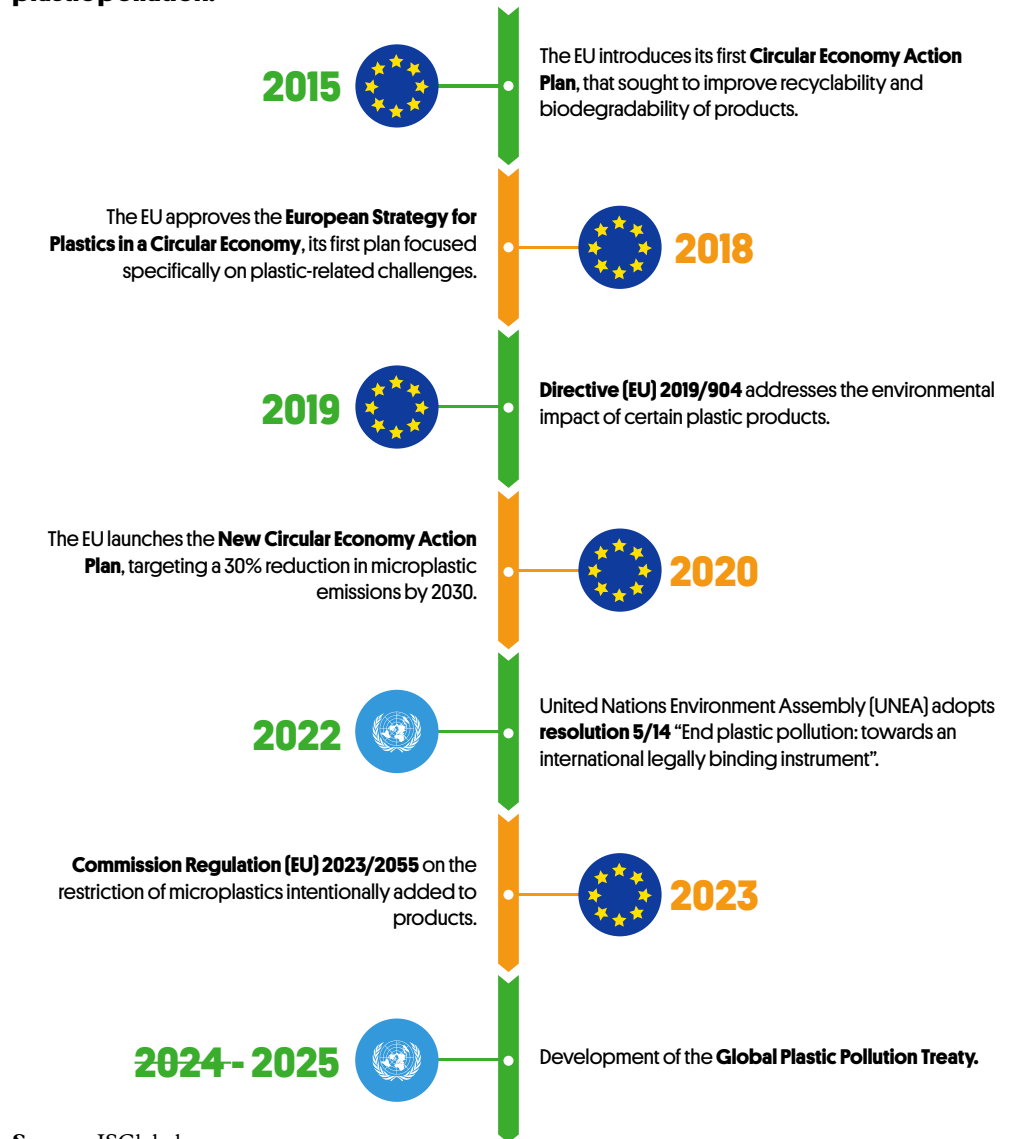 plastic pollution.
2015
The EU introduces its first Circular Economy Action
Plan, that sought to improve recyclability and
biodegradability of products.
The EU approves the European Strategy for
Plastics in a Circular Economy, its first plan focused
specifically on plastic-related challenges.
2018
2019
Directive (EU) 2019/904 addresses the environmental
impact of certain plastic products.
The EU launches the New Circular Economy Action
Plan, targeting a 30% reduction in microplastic
emissions by 2030.
2020
2022
United Nations Environment Assembly (UNEA) adopts
resolution 5/14 “End plastic pollution: towards an
international legally binding instrument”.
Commission Regulation (EU) 2023/2055 on the
restriction of microplastics intentionally added to
products.
2023
2024 - 2025
Development of the Global Plastic Pollution Treaty.